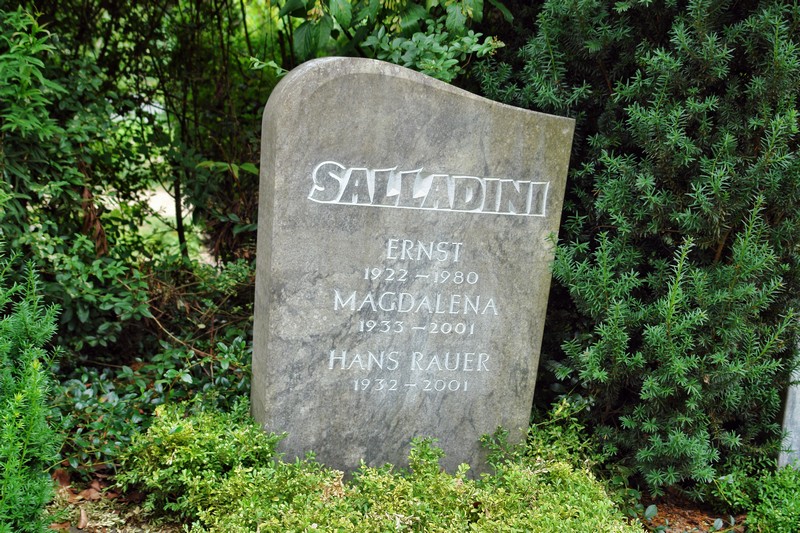 SALLADINI
ERNST
1922 – 1980
MAGDALENA
1933 – 2001
HANS RAUER
1932 – 2001